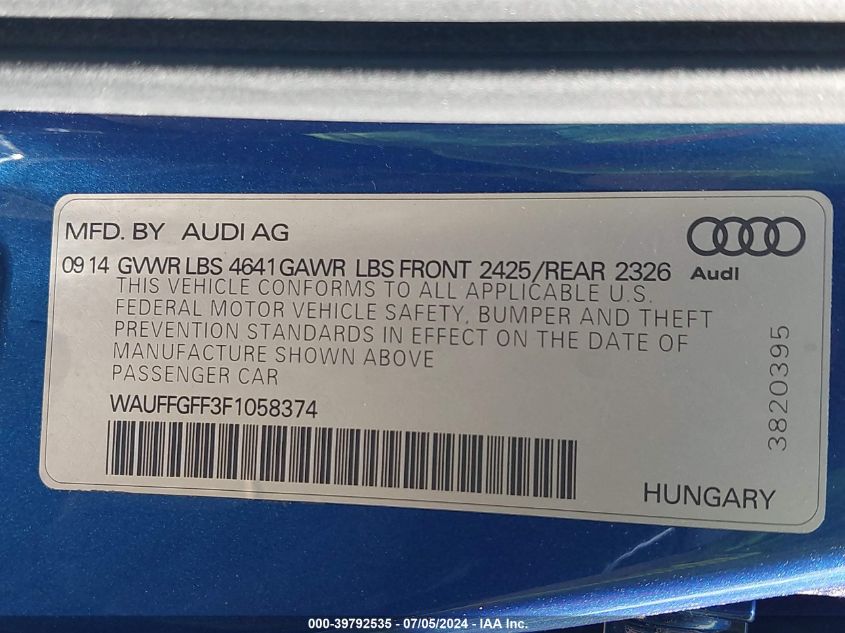 MFD. BY AUDI AG
Audi
09 14 GVWR LBS 4641 GAWR LBS FRONT 2425/REAR 2326
THIS VEHICLE CONFORMS TO ALL APPLICABLE U.S.
FEDERAL MOTOR VEHICLE SAFETY, BUMPER AND THEFT
PREVENTION STANDARDS IN EFFECT ON THE DATE OF
MANUFACTURE SHOWN ABOVE
PASSENGER CAR
WAUFFGFF3F1058374
3820395
HUNGARY
000-39792535 - 07/05/2024 - IAA Inc.